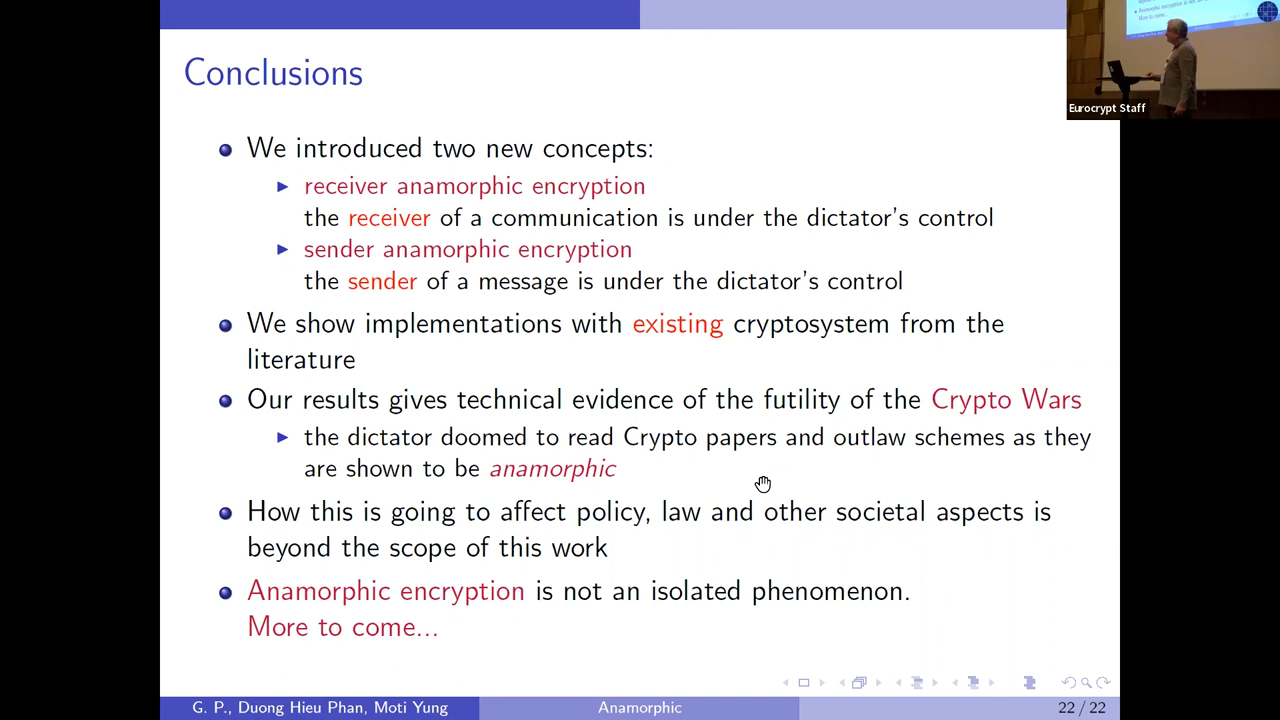 Conclusions
We introduced two new concepts:
receiver anamorphic encryption
the receiver of a communication is under the dictator's control
sender anamorphic encryption
the sender of a message is under the dictator's control
We show implementations with existing cryptosystem from the
literature
Our results gives technical evidence of the futility of the Crypto Wars
the dictator doomed to read Crypto papers and outlaw schemes as they
are shown to be anamorphic
How this is going to affect policy, law and other societal aspects is
beyond the scope of this work
Anamorphic encryption is not an isolated phenomenon.
More to come...
G. P., Duong Hieu Phan, Moti Yung
Anamorphic
22 / 22
Eurocrypt Staff